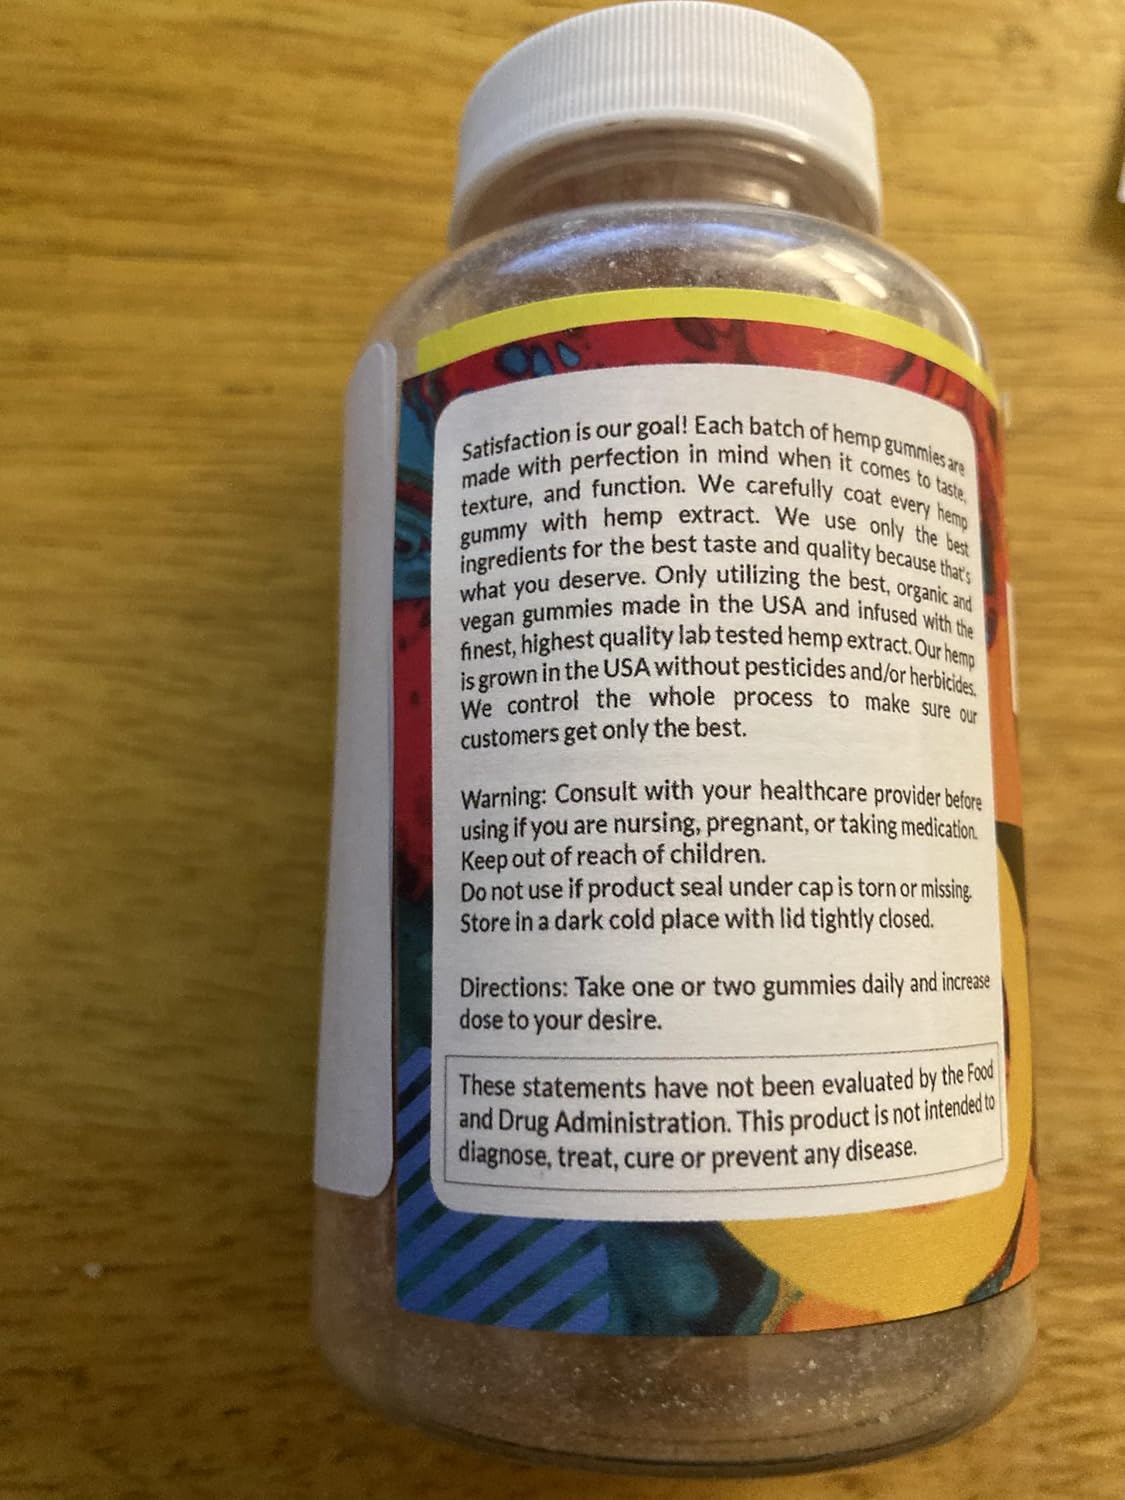 Satisfaction is our goal! Each batch of hemp gummies are
made with perfection in mind when it comes to taste,
texture, and function. We carefully coat every hemp
gummy with hemp extract. We use only the best
ingredients for the best taste and quality because that's
what you deserve. Only utilizing the best, organic and
vegan gummies made in the USA and infused with the
finest, highest quality lab tested hemp extract. Our hemp
is grown in the USA without pesticides and/or herbicides.
We control the whole process to make sure our
customers get only the best.
Warning: Consult with your healthcare provider before
using if you are nursing, pregnant, or taking medication.
Keep out of reach of children.
Do not use if product seal under cap is torn or missing.
Store in a dark cold place with lid tightly closed.
Directions: Take one or two gummies daily and increase
dose to your desire.
These statements have not been evaluated by the Food
and Drug Administration. This product is not intended to
diagnose, treat, cure or prevent any disease.